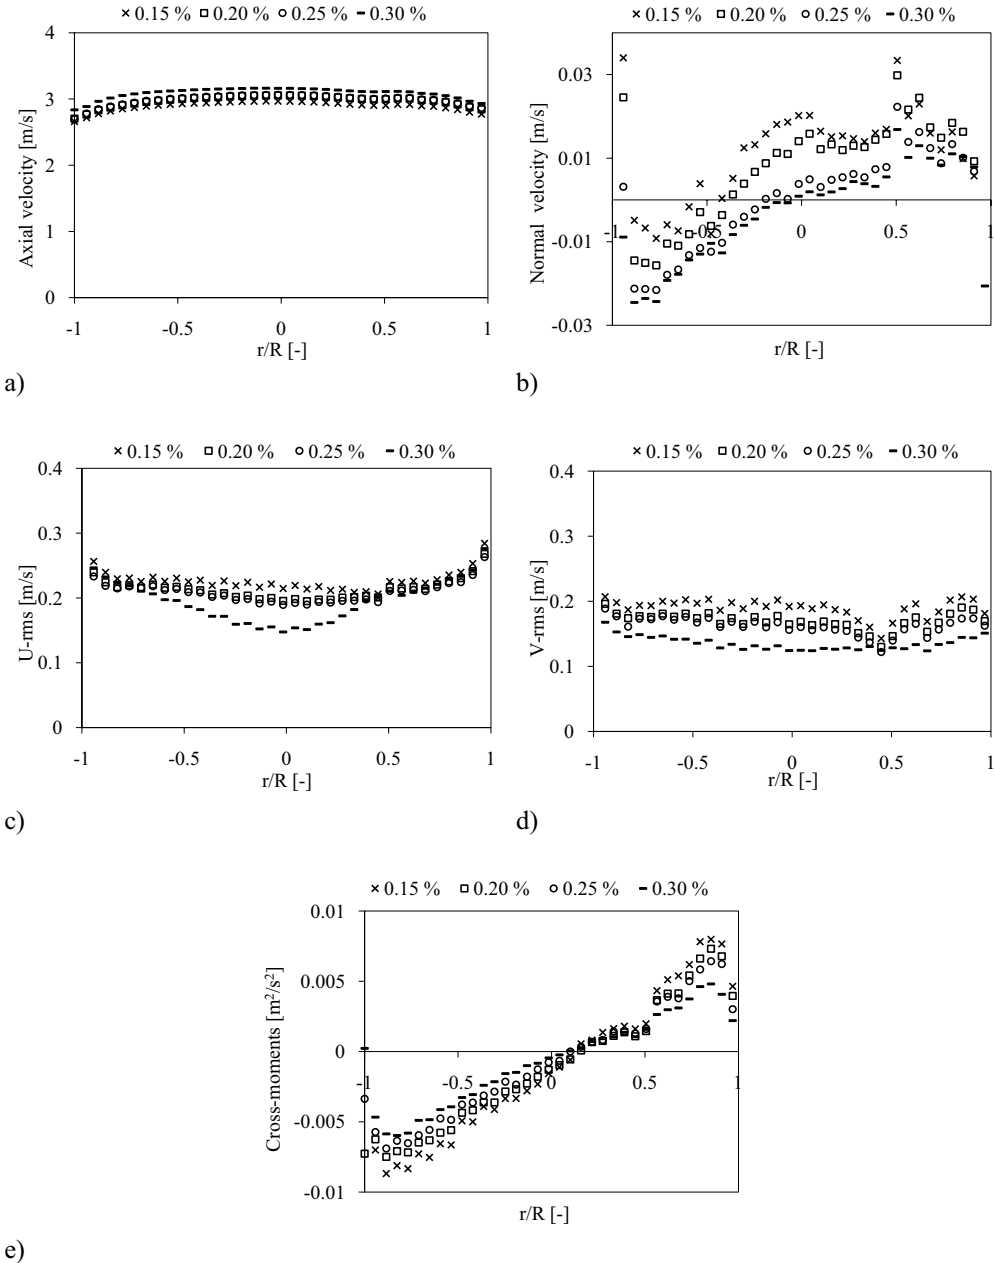 × 0.15 % □ 0.20 % ○ 0.25 % − 0.30 %
4
3
2
1
0
-1
-0.5
0
0.5
1
Axial velocity [m/s]
r/R [-]
a)
× 0.15 % □ 0.20 % ○ 0.25 % − 0.30 %
0.03
0.01
-0.01
-0.03
-1
-0.5
0
0.5
1
Normal velocity [m/s]
r/R [-]
b)
× 0.15 % □ 0.20 % ○ 0.25 % − 0.30 %
0.4
0.3
0.2
0.1
0
-1
-0.5
0
0.5
1
U-rms [m/s]
r/R [-]
c)
× 0.15 % □ 0.20 % ○ 0.25 % − 0.30 %
0.4
0.3
0.2
0.1
0
-1
-0.5
0
0.5
1
V-rms [m/s]
r/R [-]
d)
× 0.15 % □ 0.20 % ○ 0.25 % − 0.30 %
0.01
0.005
0
-0.005
-0.01
-1
-0.5
0
0.5
1
Cross-moments [m²/s²]
r/R [-]
e)